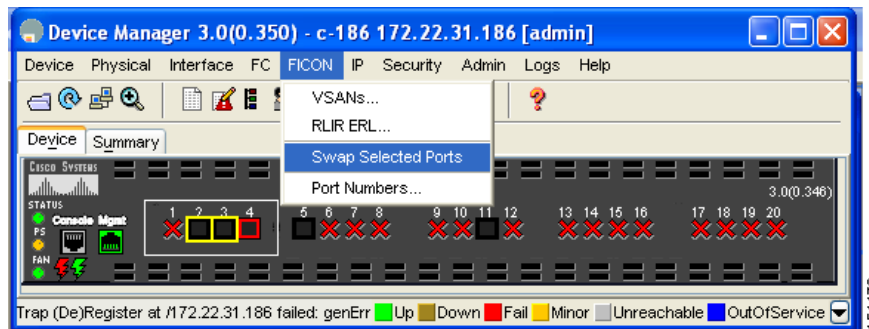 Device Manager 3.0(0.350) - c-186 172.22.31.186 [admin]
Device Physical Interface FC FICON IP Security Admin Logs Help
VSANs...
RLIR ERL...
Swap Selected Ports
Port Numbers...
Device Summary
CISCO SYSTEMS
3.0(0.346)
STATUS
Console Mgmt
PS
FAN
1 2 3 4 5 6 7 8 9 10 11 12 13 14 15 16 17 18 19 20
Trap (De)Register at /172.22.31.186 failed: genErr Up Down Fail Minor Unreachable OutOfService